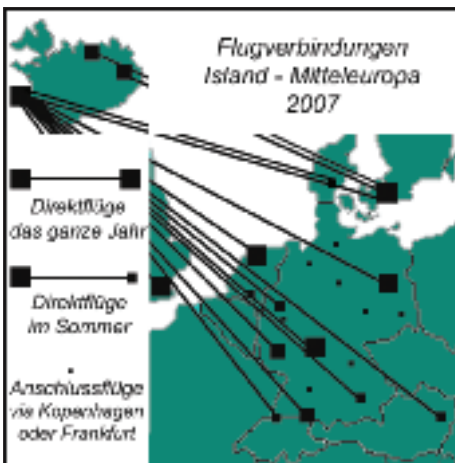 Flugverbindungen
Island - Mitteleuropa
2007
Direktflüge
das ganze Jahr
Direktflüge
im Sommer
Anschlussflüge
via Kopenhagen
oder Frankfurt